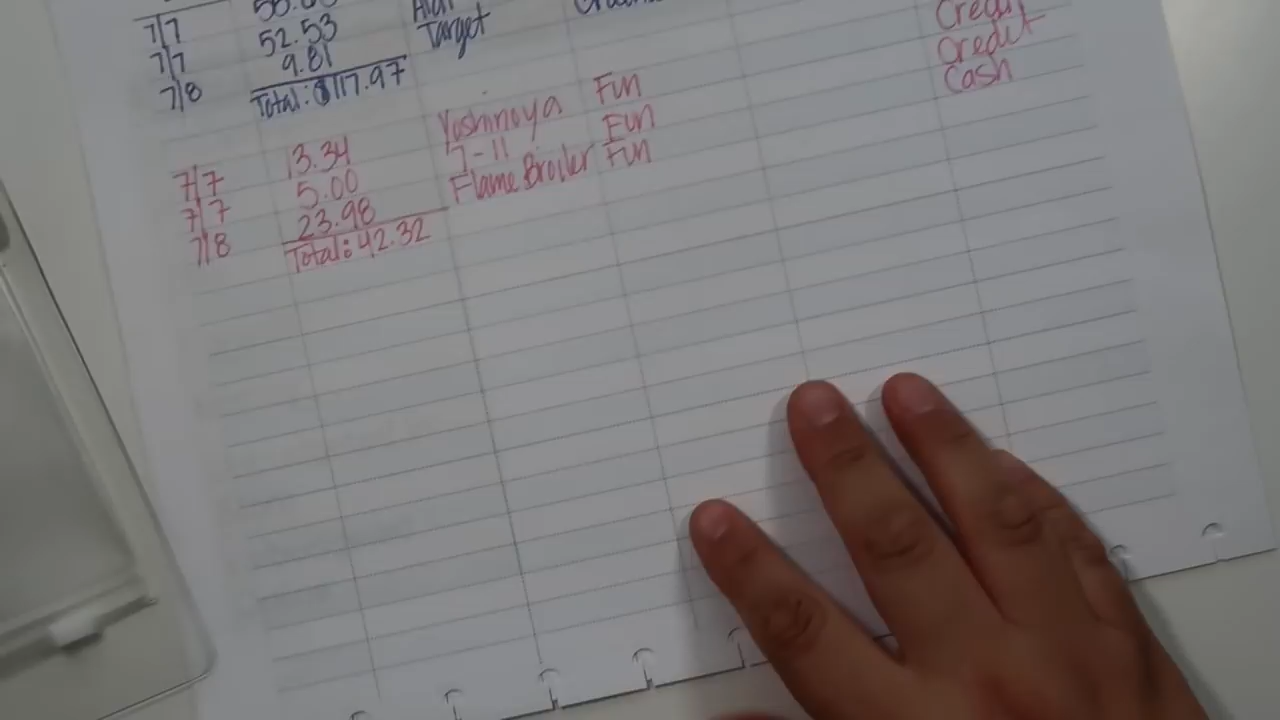 7/7 Target
7/7 52.53
7/8 9.81
Total: $117.97
Credit
Credit
Cash
7/7 13.34 Yoshinoya Fun
7/7 5.00 7-11 Fun
7/8 23.98 Flame Broiler Fun
Total: 42.32